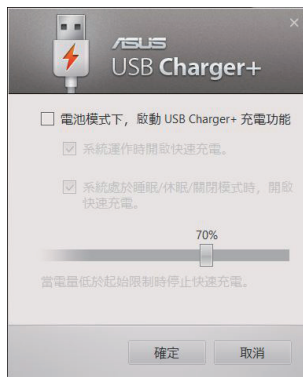 ASUS
USB Charger+
電池模式下，啟動 USB Charger+ 充電功能
系統運作時開啟快速充電。
系統處於睡眠/休眠/關閉模式時，開啟
快速充電。
70%
當電量低於起始限制時停止快速充電。
確定
取消